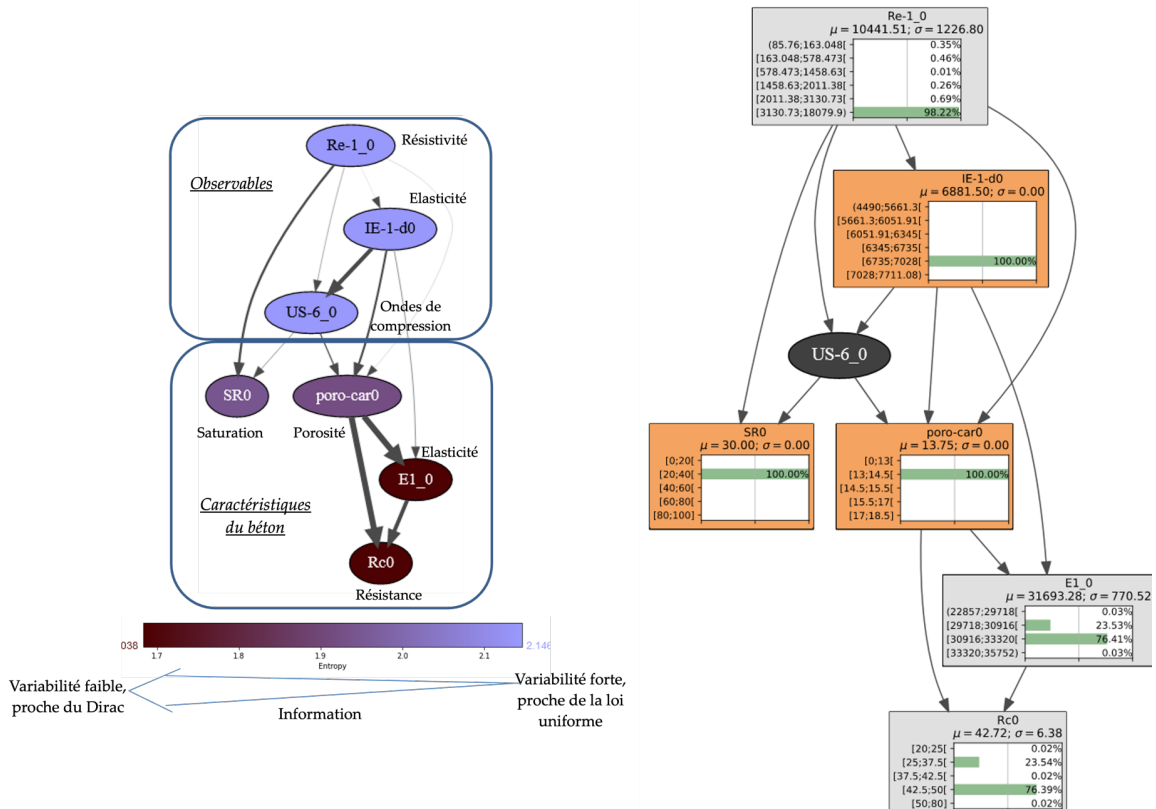 Re-1_0
Résistivité
Observables
Elasticité
IE-1-d0
US-6_0
Ondes de
compression
SR0
poro-car0
Saturation
Porosité
Elasticité
E1_0
Caractéristiques
du béton
Rc0
Résistance
038
2.146
1.7
1.8
1.9
2.0
2.1
Entropy
Variabilité faible,
proche du Dirac
Information
Variabilité forte,
proche de la loi
uniforme
Re-1_0
μ = 10441.51; σ = 1226.80
(85.76;163.048[ 0.35%
[163.048;578.473[ 0.46%
[578.473;1458.63[ 0.01%
[1458.63;2011.38[ 0.26%
[2011.38;3130.73[ 0.69%
[3130.73;18079.9) 98.22%
IE-1-d0
μ = 6881.50; σ = 0.00
(4490;5661.3[
[5661.3;6051.91[
[6051.91;6345[
[6345;6735[
[6735;7028[ 100.00%
[7028;7711.08)
US-6_0
SR0
μ = 30.00; σ = 0.00
[0;20[
[20;40[ 100.00%
[40;60[
[60;80[
[80;100]
poro-car0
μ = 13.75; σ = 0.00
[0;13[
[13;14.5[ 100.00%
[14.5;15.5[
[15.5;17[
[17;18.5]
E1_0
μ = 31693.28; σ = 770.52
(22857;29718[ 0.03%
[29718;30916[ 23.53%
[30916;33320[ 76.41%
[33320;35752) 0.03%
Rc0
μ = 42.72; σ = 6.38
[20;25[ 0.02%
[25;37.5[ 23.54%
[37.5;42.5[ 0.02%
[42.5;50[ 76.39%
[50;80] 0.02%